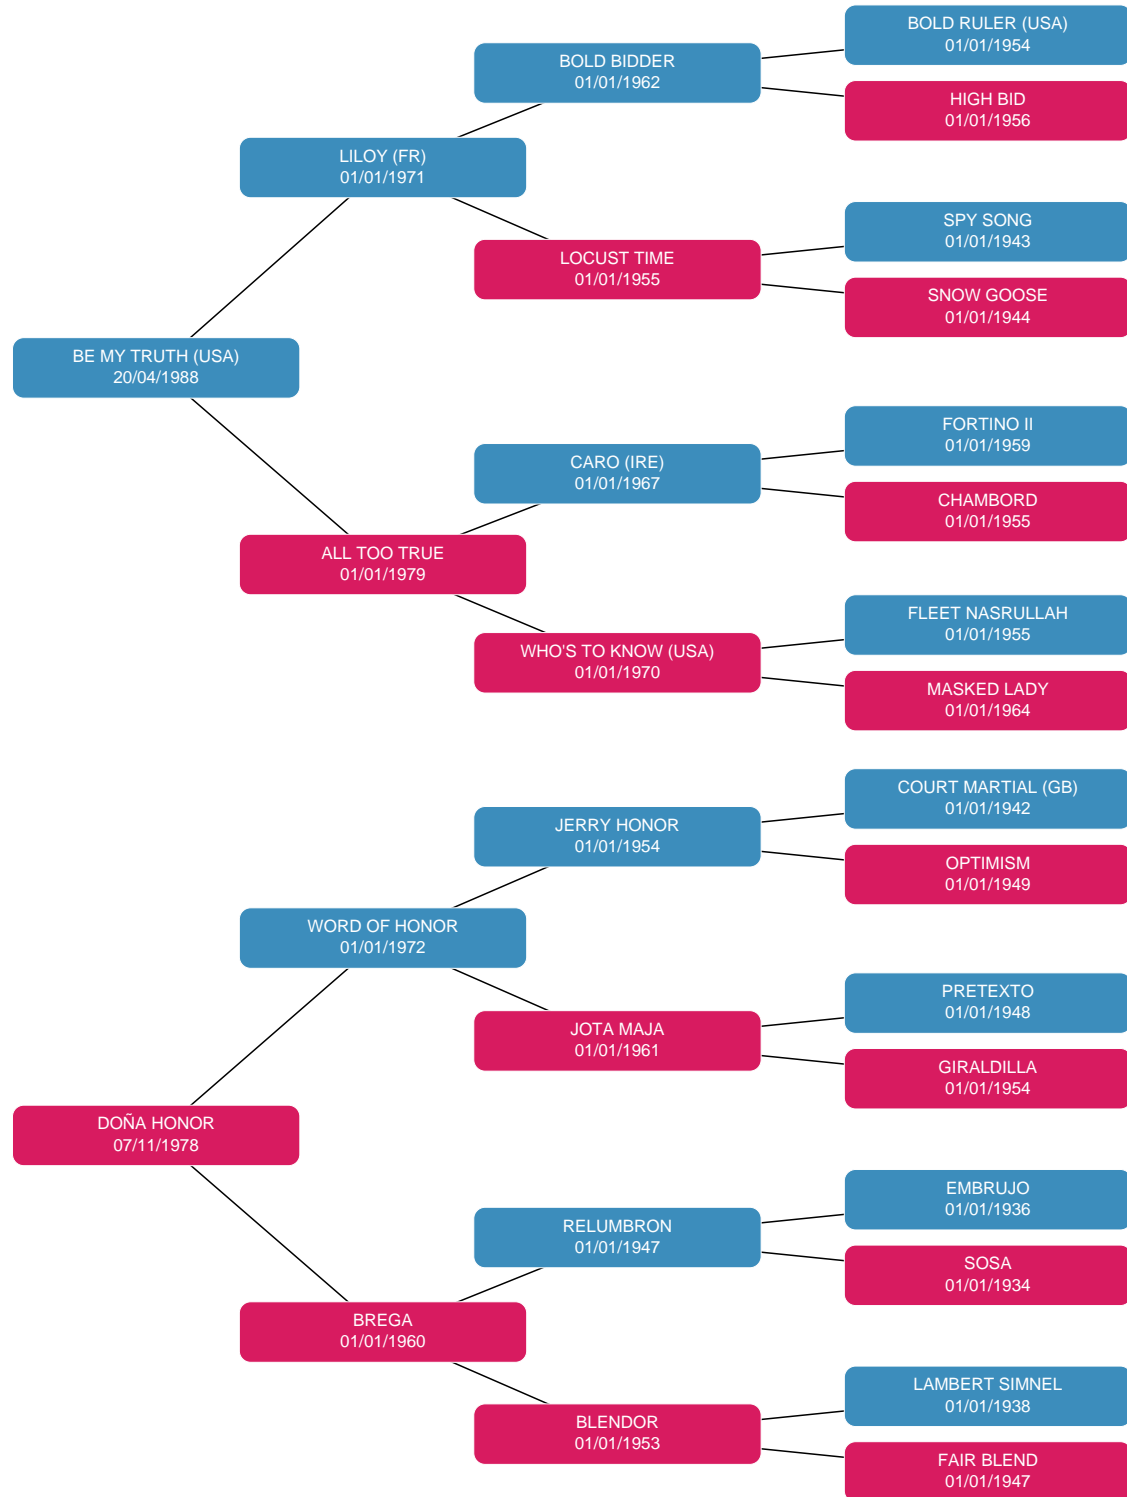 BOLD RULER (USA)
01/01/1954
BOLD BIDDER
01/01/1962
HIGH BID
01/01/1956
LILOY (FR)
01/01/1971
SPY SONG
01/01/1943
LOCUST TIME
01/01/1955
SNOW GOOSE
01/01/1944
BE MY TRUTH (USA)
20/04/1988
FORTINO II
01/01/1959
CARO (IRE)
01/01/1967
CHAMBORD
01/01/1955
ALL TOO TRUE
01/01/1979
FLEET NASRULLAH
01/01/1955
WHO'S TO KNOW (USA)
01/01/1970
MASKED LADY
01/01/1964
COURT MARTIAL (GB)
01/01/1942
JERRY HONOR
01/01/1954
OPTIMISM
01/01/1949
WORD OF HONOR
01/01/1972
PRETEXTO
01/01/1948
JOTA MAJA
01/01/1961
GIRALDILLA
01/01/1954
DOÑA HONOR
07/11/1978
EMBRUJO
01/01/1936
RELUMBRON
01/01/1947
SOSA
01/01/1934
BREGA
01/01/1960
LAMBERT SIMNEL
01/01/1938
BLENDOR
01/01/1953
FAIR BLEND
01/01/1947